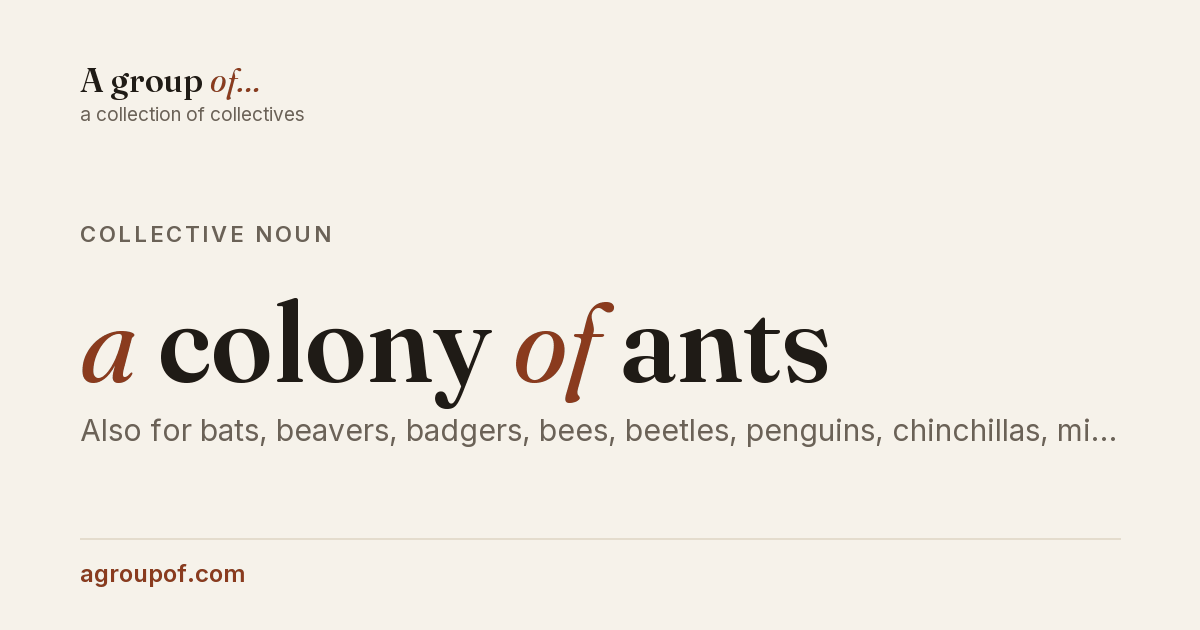 A group of...
a collection of collectives
COLLECTIVE NOUN
a colony of ants
Also for bats, beavers, badgers, bees, beetles, penguins, chinchillas, mi...
agroupof.com